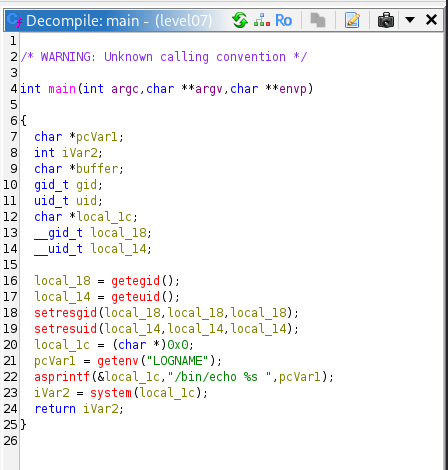 Decompile: main - (level07)
Ro
1
2 /* WARNING: Unknown calling convention */
3
4 int main(int argc,char **argv,char **envp)
5
6 {
7   char *pcVar1;
8   int iVar2;
9   char *buffer;
10   gid_t gid;
11   uid_t uid;
12   char *local_1c;
13   __gid_t local_18;
14   __uid_t local_14;
15
16   local_18 = getegid();
17   local_14 = geteuid();
18   setresgid(local_18,local_18,local_18);
19   setresuid(local_14,local_14,local_14);
20   local_1c = (char *)0x0;
21   pcVar1 = getenv("LOGNAME");
22   asprintf(&local_1c,"/bin/echo %s ",pcVar1);
23   iVar2 = system(local_1c);
24   return iVar2;
25 }
26